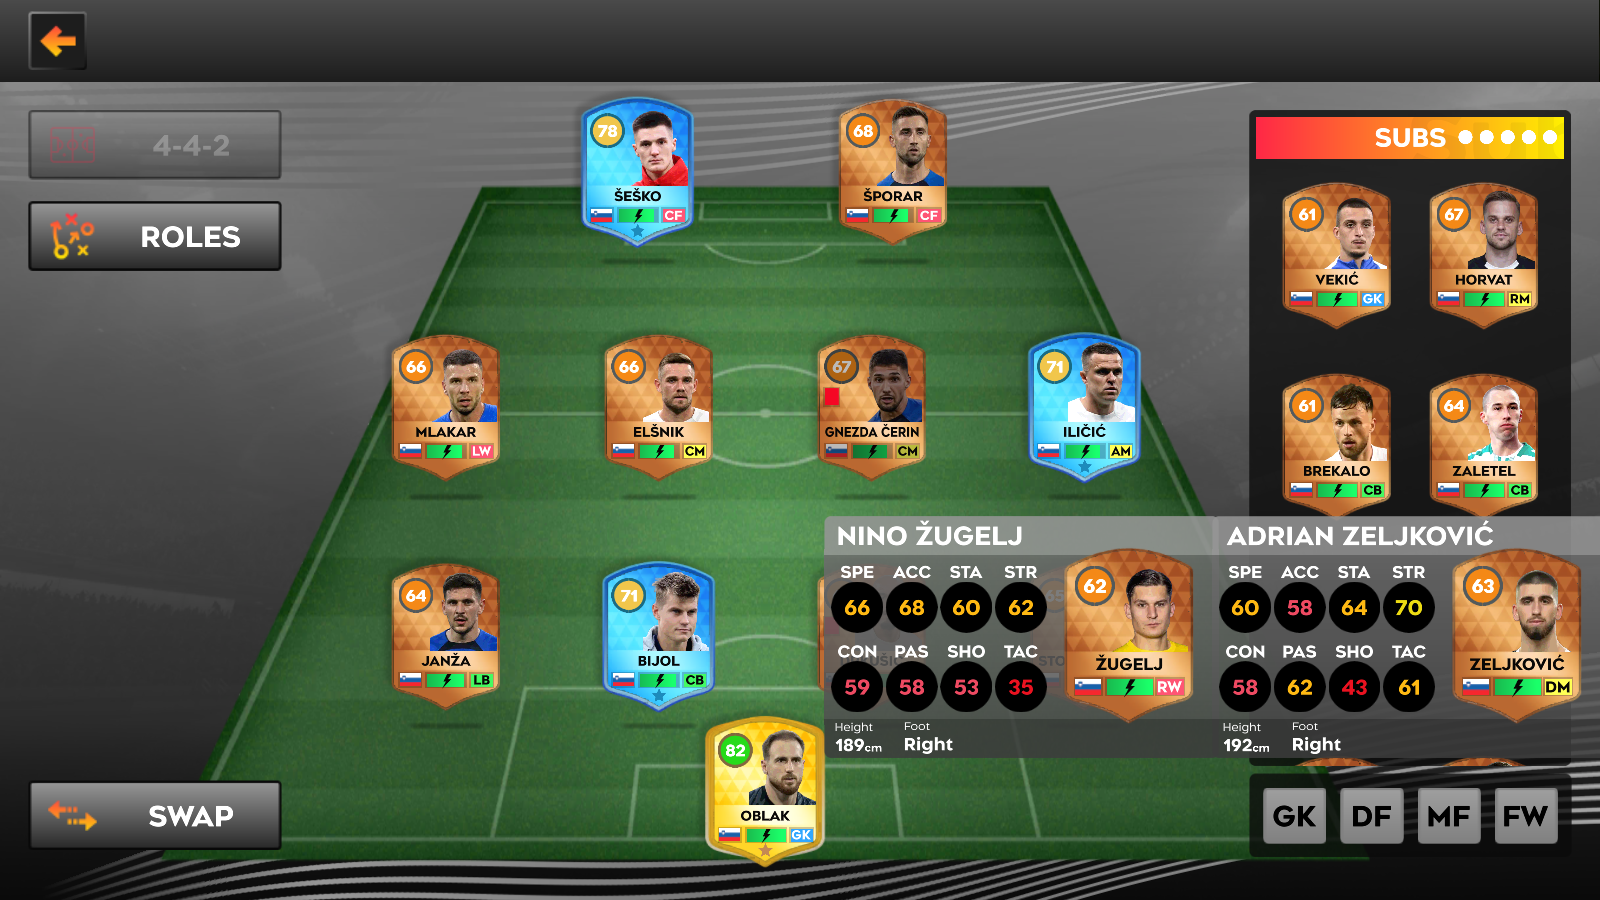 4-4-2
ROLES
SWAP
78
ŠEŠKO
CF
68
ŠPORAR
CF
66
MLAKAR
LW
66
ELŠNIK
CM
67
GNEZDA ČERIN
CM
71
ILIČIĆ
AM
64
JANŽA
LB
71
BIJOL
CB
82
OBLAK
GK
SUBS
61
VEKIĆ
GK
67
HORVAT
RM
61
BREKALO
CB
64
ZALETEL
CB
NINO ŽUGELJ
SPE ACC STA STR
66 68 60 62
CON PAS SHO TAC
59 58 53 35
Height Foot
189cm Right
62
ŽUGELJ
RW
ADRIAN ZELJKOVIĆ
SPE ACC STA STR
60 58 64 70
CON PAS SHO TAC
58 62 43 61
Height Foot
192cm Right
63
ZELJKOVIĆ
DM
GK DF MF FW